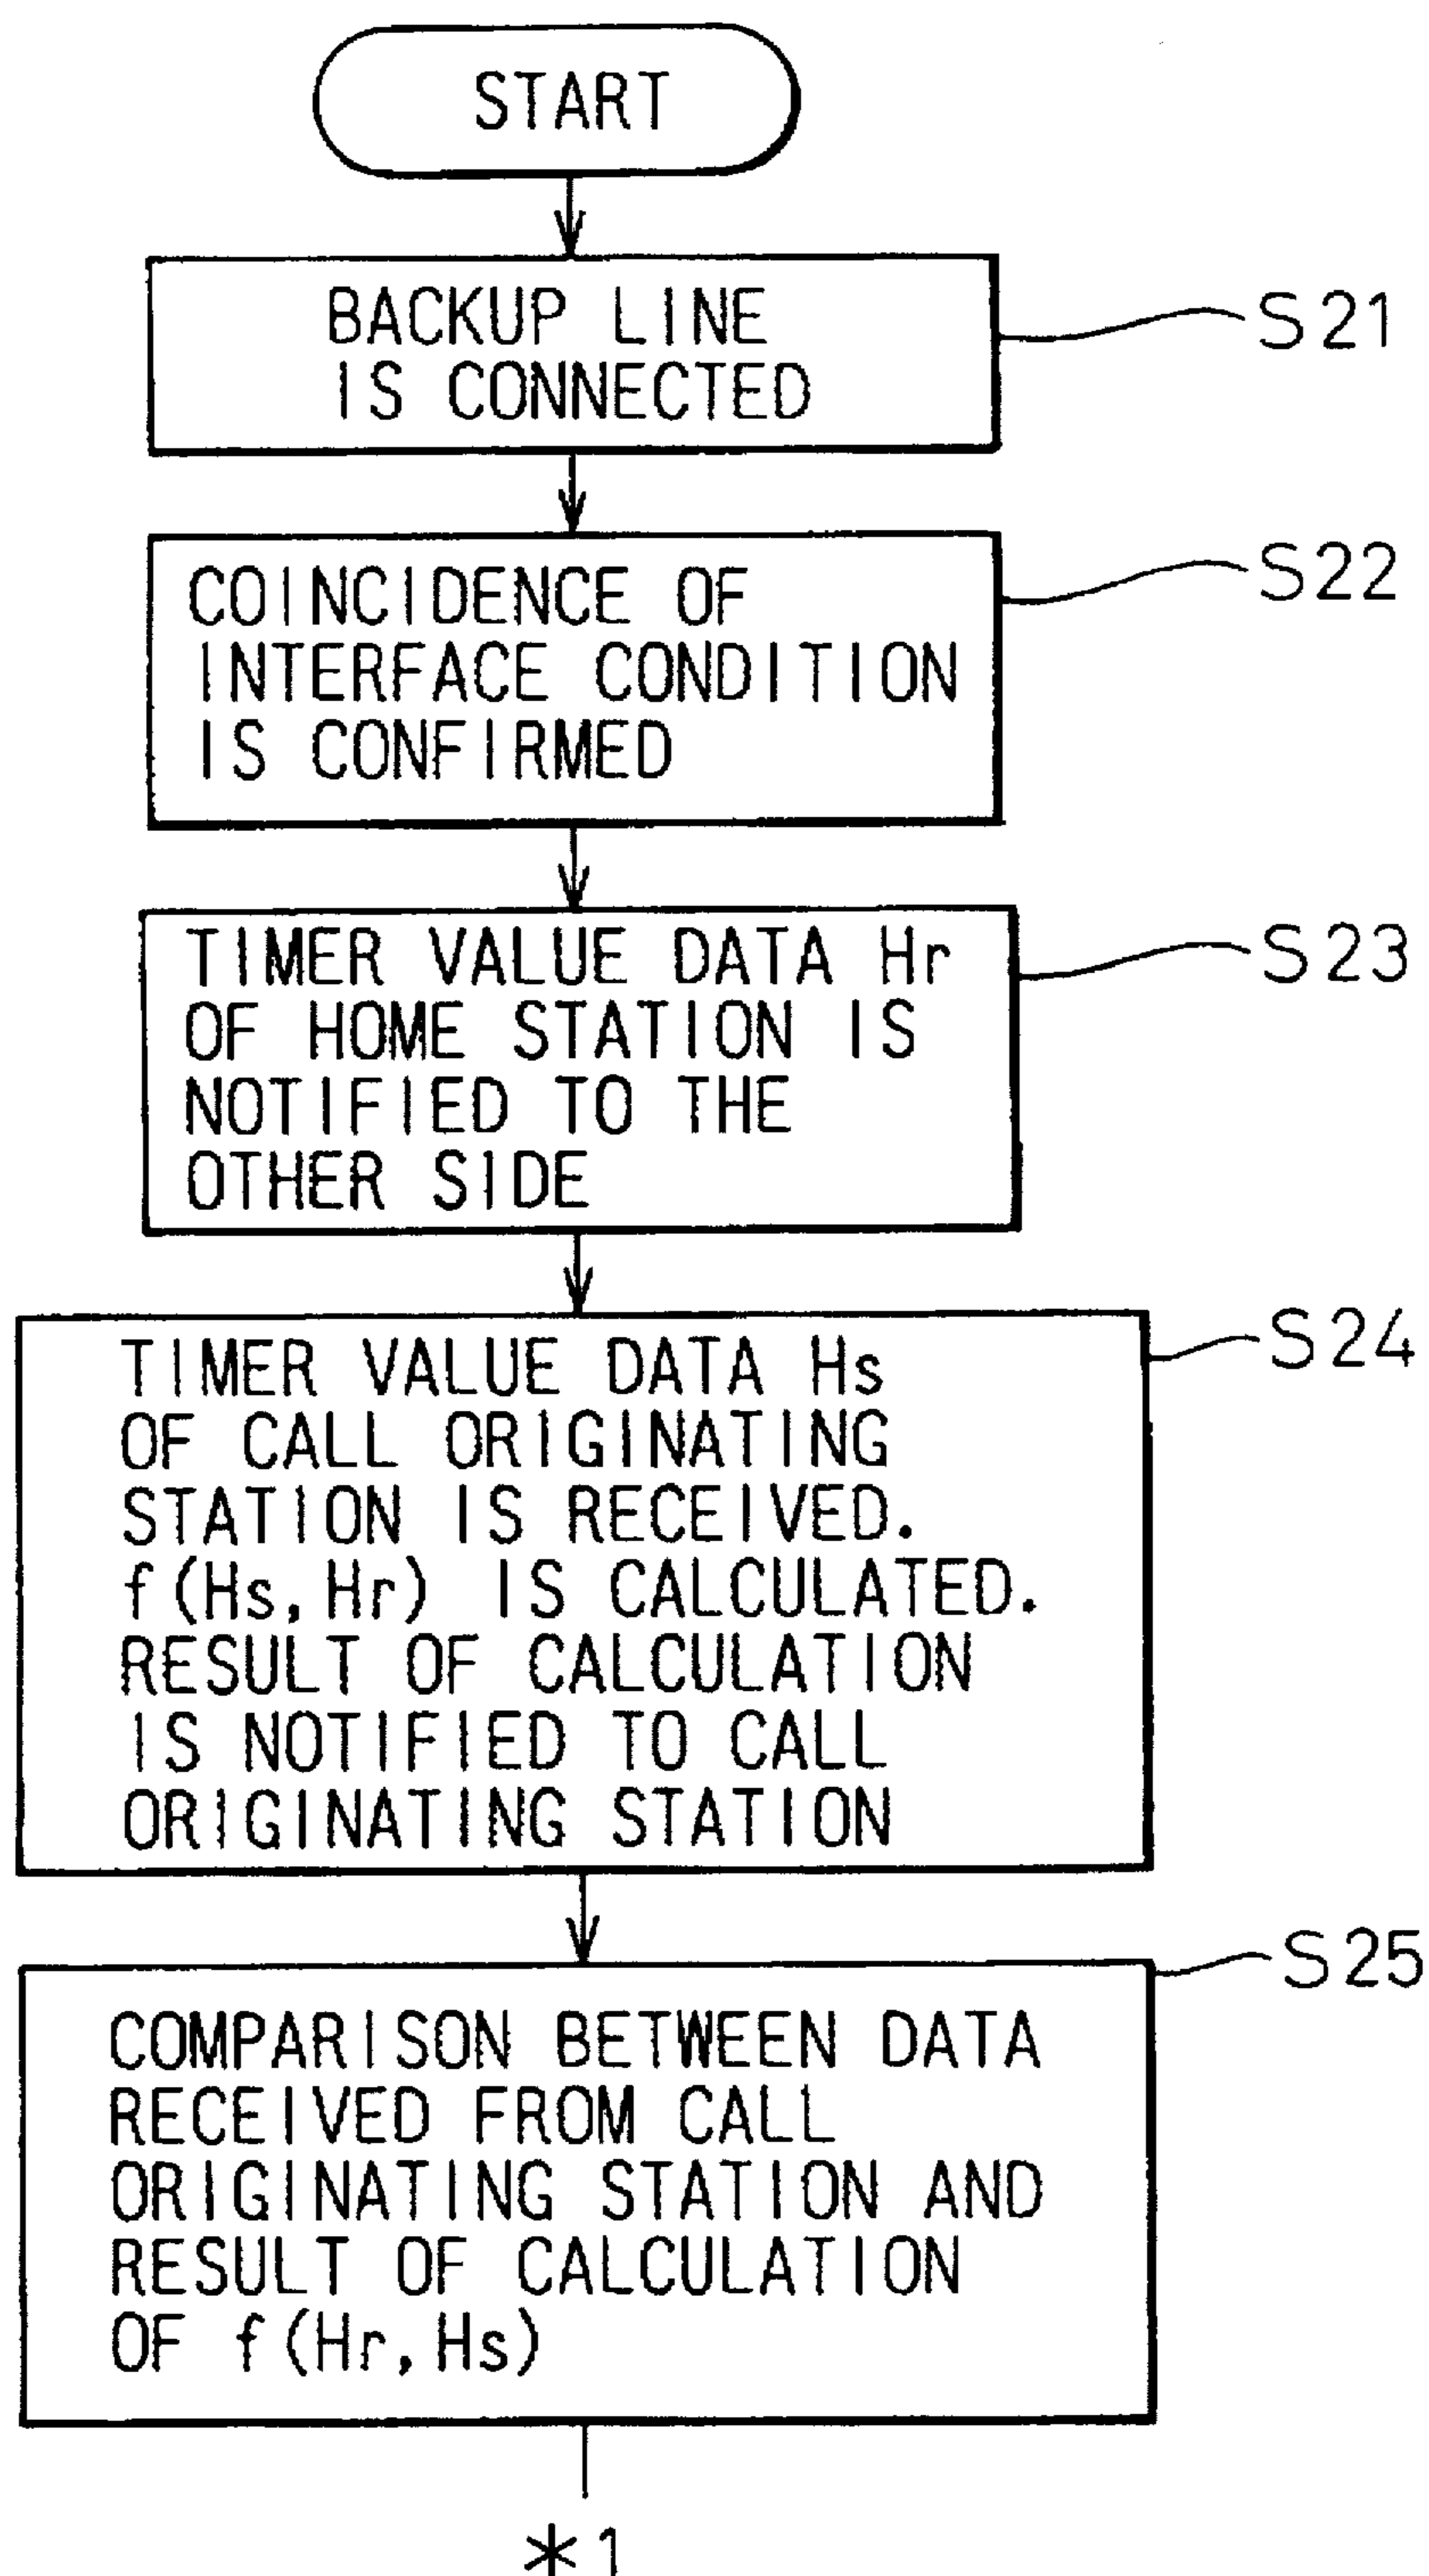 START
BACKUP LINE
IS CONNECTED
S21
COINCIDENCE OF
INTERFACE CONDITION
IS CONFIRMED
S22
TIMER VALUE DATA Hr
OF HOME STATION IS
NOTIFIED TO THE
OTHER SIDE
S23
TIMER VALUE DATA Hs
OF CALL ORIGINATING
STATION IS RECEIVED.
f(Hs,Hr) IS CALCULATED.
RESULT OF CALCULATION
IS NOTIFIED TO CALL
ORIGINATING STATION
S24
COMPARISON BETWEEN DATA
RECEIVED FROM CALL
ORIGINATING STATION AND
RESULT OF CALCULATION
OF f(Hr,Hs)
S25
*1